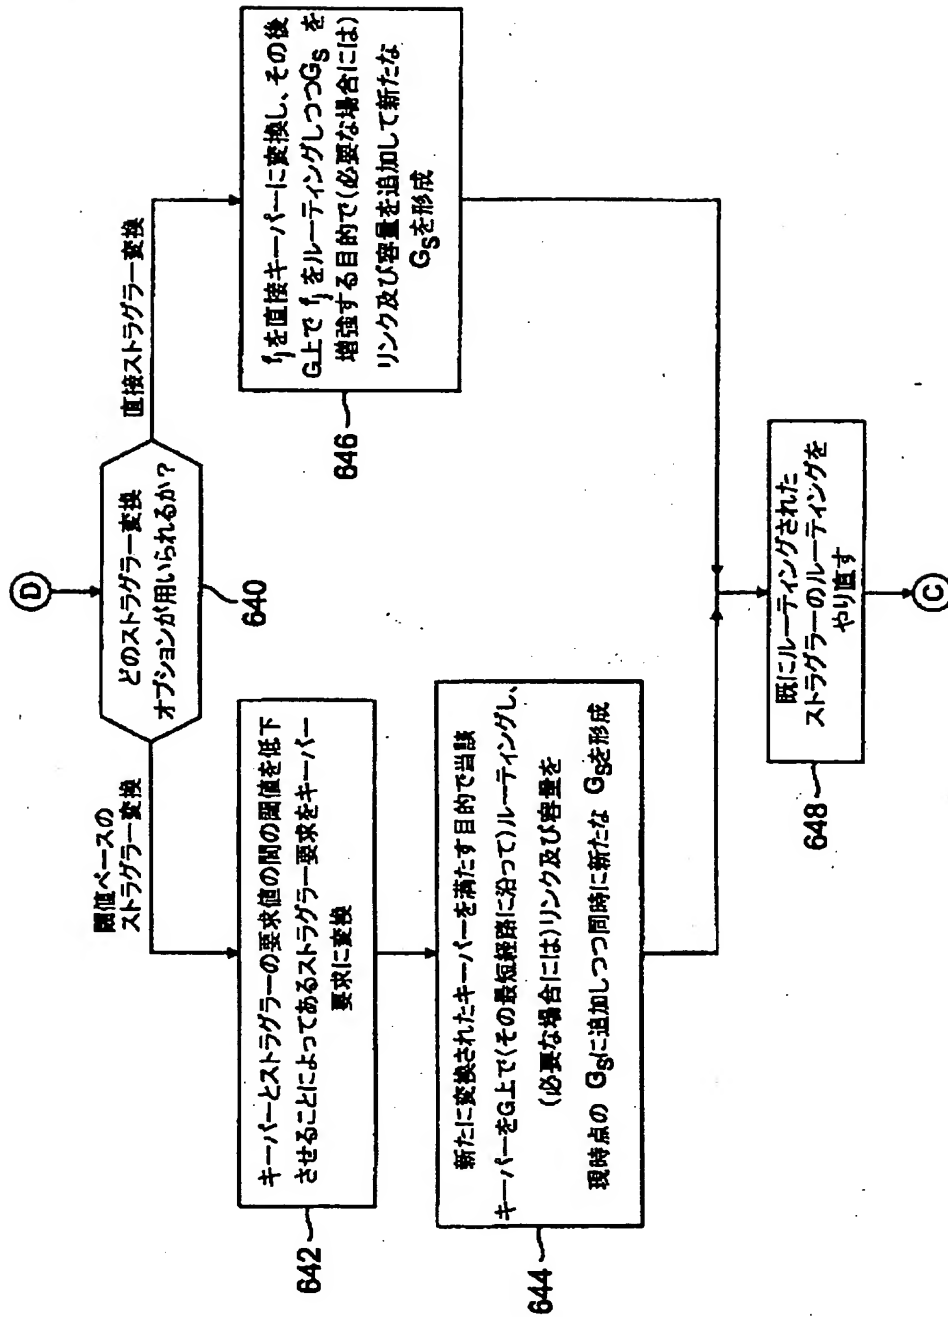 D
どのストラグラー変換
オプションが用いられるか？
640
閾値ベースの
ストラグラー変換
直接ストラグラー変換
キーパーとストラグラーの要求値の間の閾値を低下
させることによってあるストラグラー要求をキーパー
要求に変換
642
新たに変換されたキーパーを満たす目的で当該
キーパーをG上で(その最短経路に沿って)ルーティングし、
(必要な場合には)リンク及び容量を
現時点の GSに追加しつつ同時に新たな GSを形成
644
fjを直接キーパーに変換し、その後
G上で fjをルーティングしつつGS を
増強する目的で(必要な場合には)
リンク及び容量を追加して新たな
GSを形成
646
既にルーティングされた
ストラグラーのルーティングを
やり直す
648
C